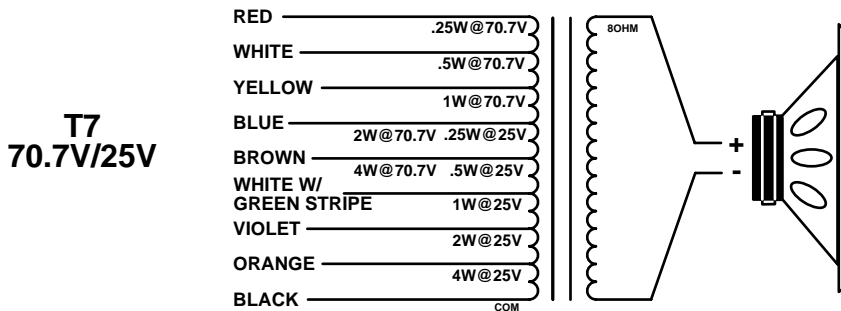 T7
70.7V/25V
RED
.25W@70.7V
WHITE
.5W@70.7V
YELLOW
1W@70.7V
BLUE
2W@70.7V .25W@25V
BROWN
4W@70.7V .5W@25V
WHITE W/
GREEN STRIPE
1W@25V
VIOLET
2W@25V
ORANGE
4W@25V
BLACK
COM
8OHM
+
-